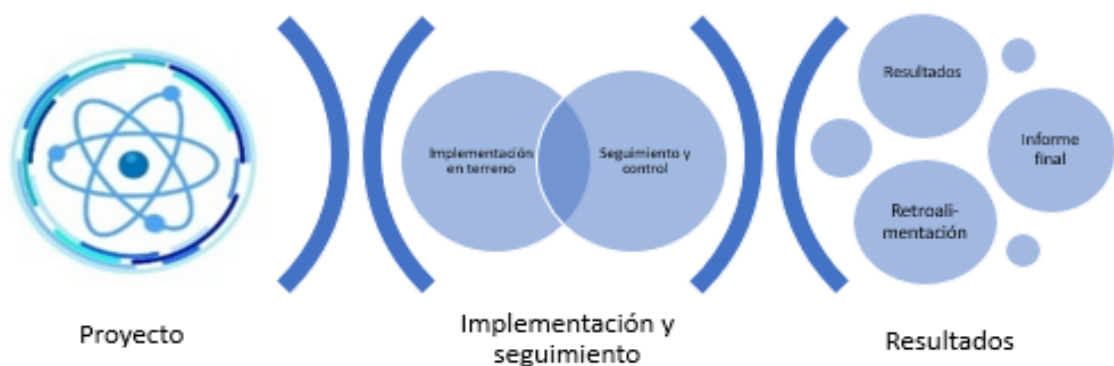 Implementación
en terreno
Seguimiento y
control
Resultados
Informe
final
Retroali-
mentación
Proyecto
Implementación y
seguimiento
Resultados